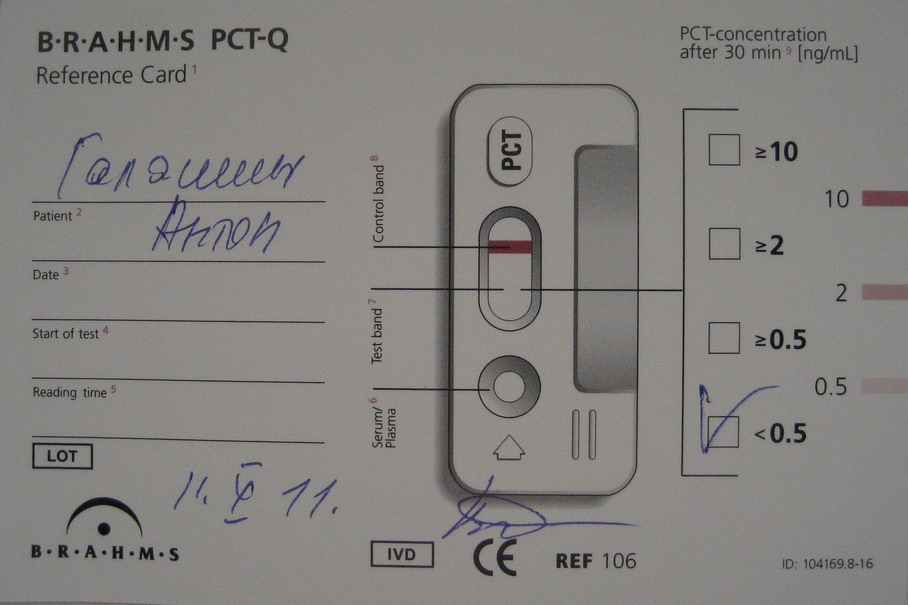 B·R·A·H·M·S PCT-Q
Reference Card 1
Patient 2
Антон
Date 3
Start of test 4
Reading time 5
LOT
11. X 11.
B·R·A·H·M·S
Control band 8
Test band 7
Serum/ 6
Plasma
PCT
IVD
CE
REF 106
PCT-concentration
after 30 min 9 [ng/mL]
≥10
10
≥2
2
≥0.5
0.5
<0.5
ID: 104169.8-16